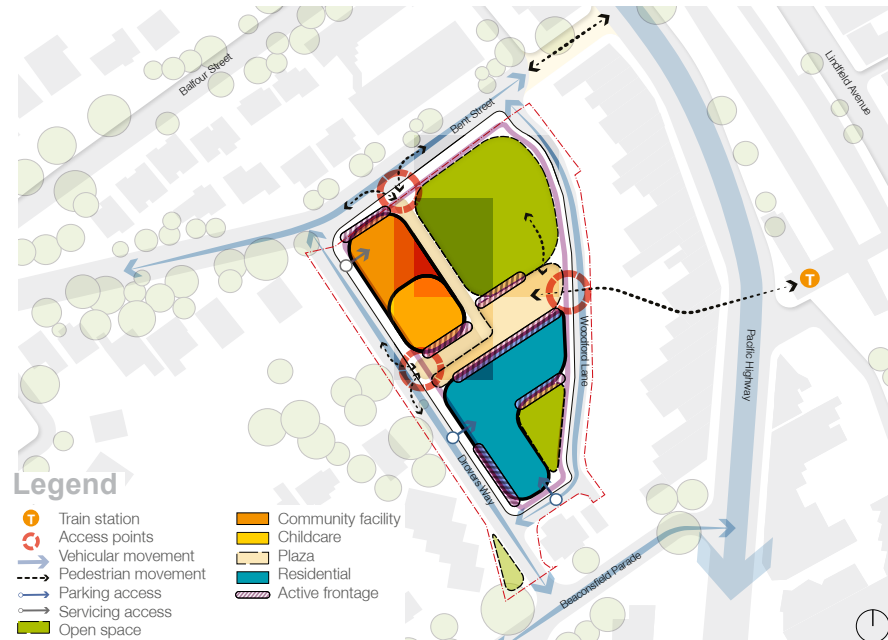 Balfour Street
Bent Street
Lindfield Avenue
T
Woodford Lane
Pacific Highway
Drovers Way
Beaconsfield Parade
Legend
T Train station
Access points
Vehicular movement
Pedestrian movement
Parking access
Servicing access
Open space
Community facility
Childcare
Plaza
Residential
Active frontage